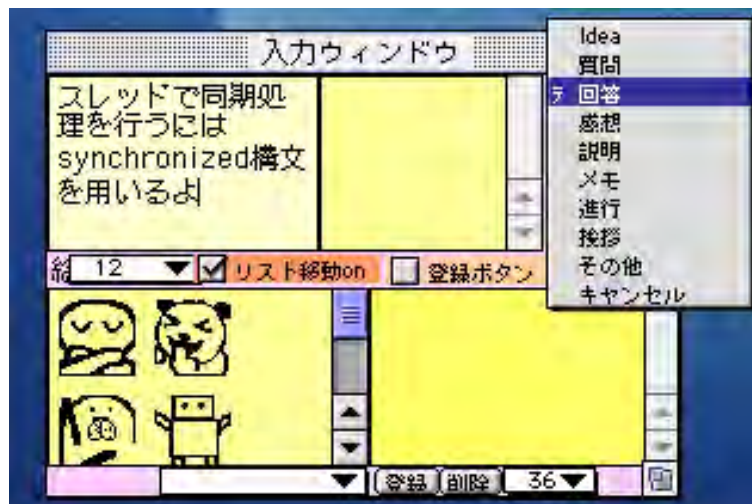 入力ウィンドウ
スレッドで同期処
理を行うには
synchronized構文
を用いるよ
Idea
質問
回答
感想
説明
メモ
進行
挨拶
その他
キャンセル
12
リスト移動on
登録ボタン
登録
削除
36